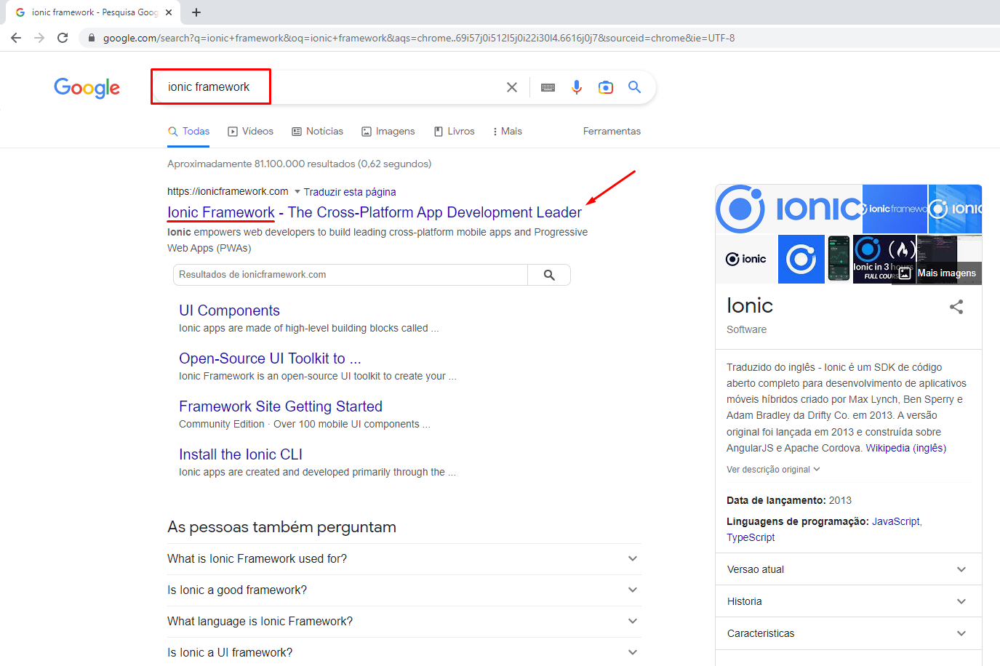 ionic framework - Pesquisa Goog
google.com/search?q=ionic+framework&oq=ionic+framework&aqs=chrome..69i57j0i512l5j0i22i30l4.6616j0j7&sourceid=chrome&ie=UTF-8
Google
ionic framework
Todas
Vídeos
Notícias
Imagens
Livros
Mais
Ferramentas
Aproximadamente 81.100.000 resultados (0,62 segundos)
https://ionicframework.com
Traduzir esta página
Ionic Framework - The Cross-Platform App Development Leader
Ionic empowers web developers to build leading cross-platform mobile apps and Progressive
Web Apps (PWAs)
Resultados de ionicframework.com
UI Components
Ionic apps are made of high-level building blocks called ...
Open-Source UI Toolkit to ...
Ionic Framework is an open-source UI toolkit to create your ...
Framework Site Getting Started
Community Edition · Over 100 mobile UI components ...
Install the Ionic CLI
Ionic apps are created and developed primarily through the ...
As pessoas também perguntam
What is Ionic Framework used for?
Is Ionic a good framework?
What language is Ionic Framework?
Is Ionic a UI framework?
ionic
ionic framewo
ionic
ionic
Ionic in 3 hours
FULL COURS
Mais imagens
Ionic
Software
Traduzido do inglês - Ionic é um SDK de código
aberto completo para desenvolvimento de aplicativos
móveis híbridos criado por Max Lynch, Ben Sperry e
Adam Bradley da Drifty Co. em 2013. A versão
original foi lançada em 2013 e construída sobre
AngularJS e Apache Cordova. Wikipedia (inglês)
Ver descrição original
Data de lançamento: 2013
Linguagens de programação: JavaScript,
TypeScript
Versao atual
Historia
Caracteristicas